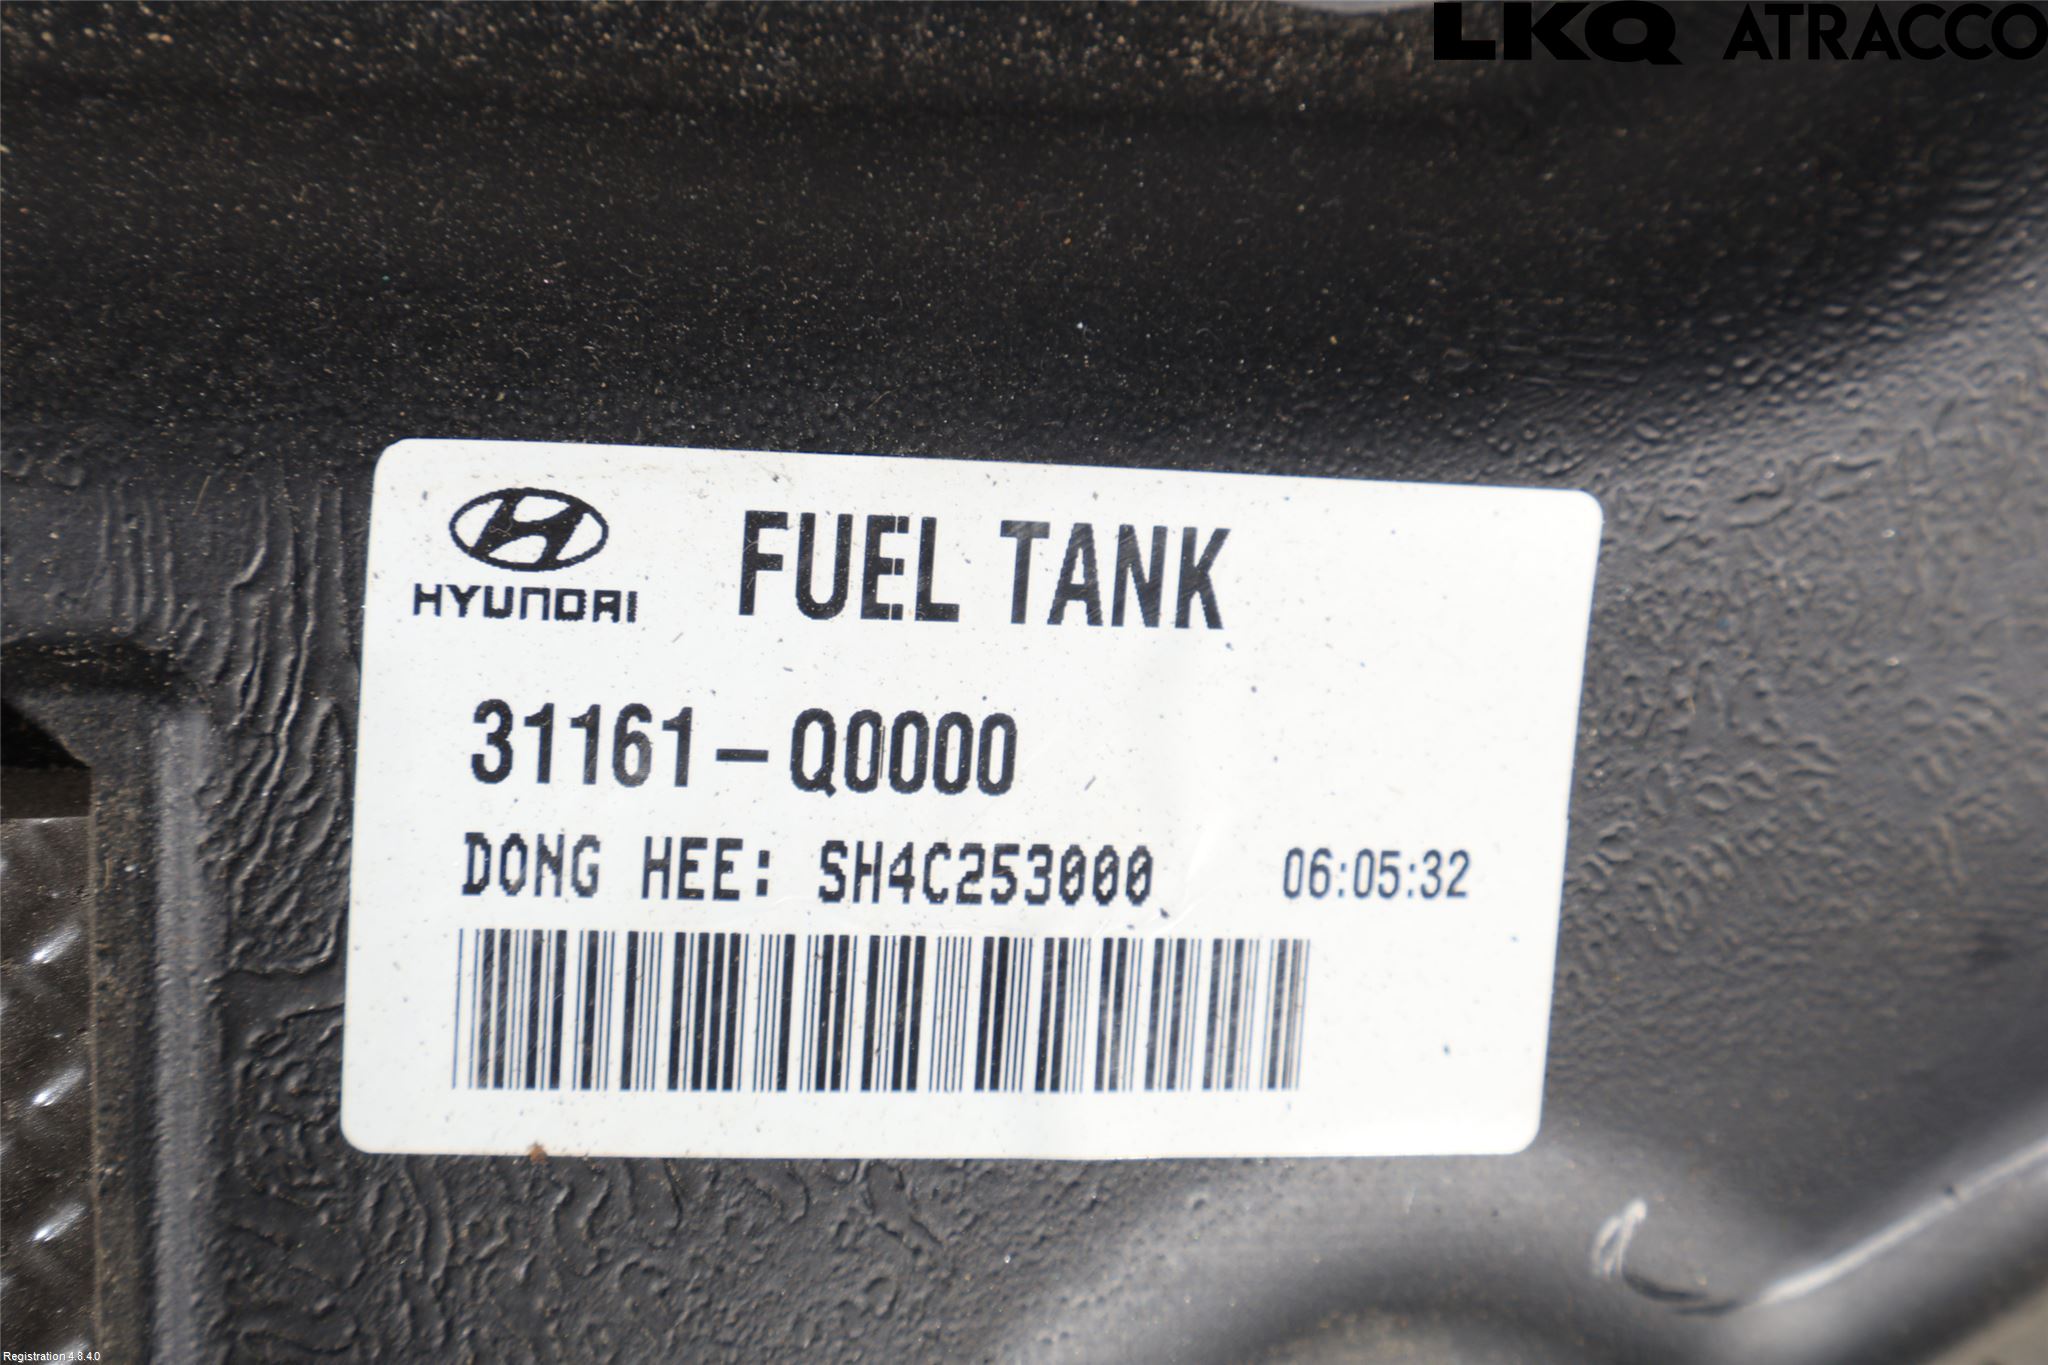 LKQ ATRACCO
HYUNDAI
FUEL TANK
31161-Q0000
DONG HEE: SH4C253000 06:05:32
Registration 4.8.4.0